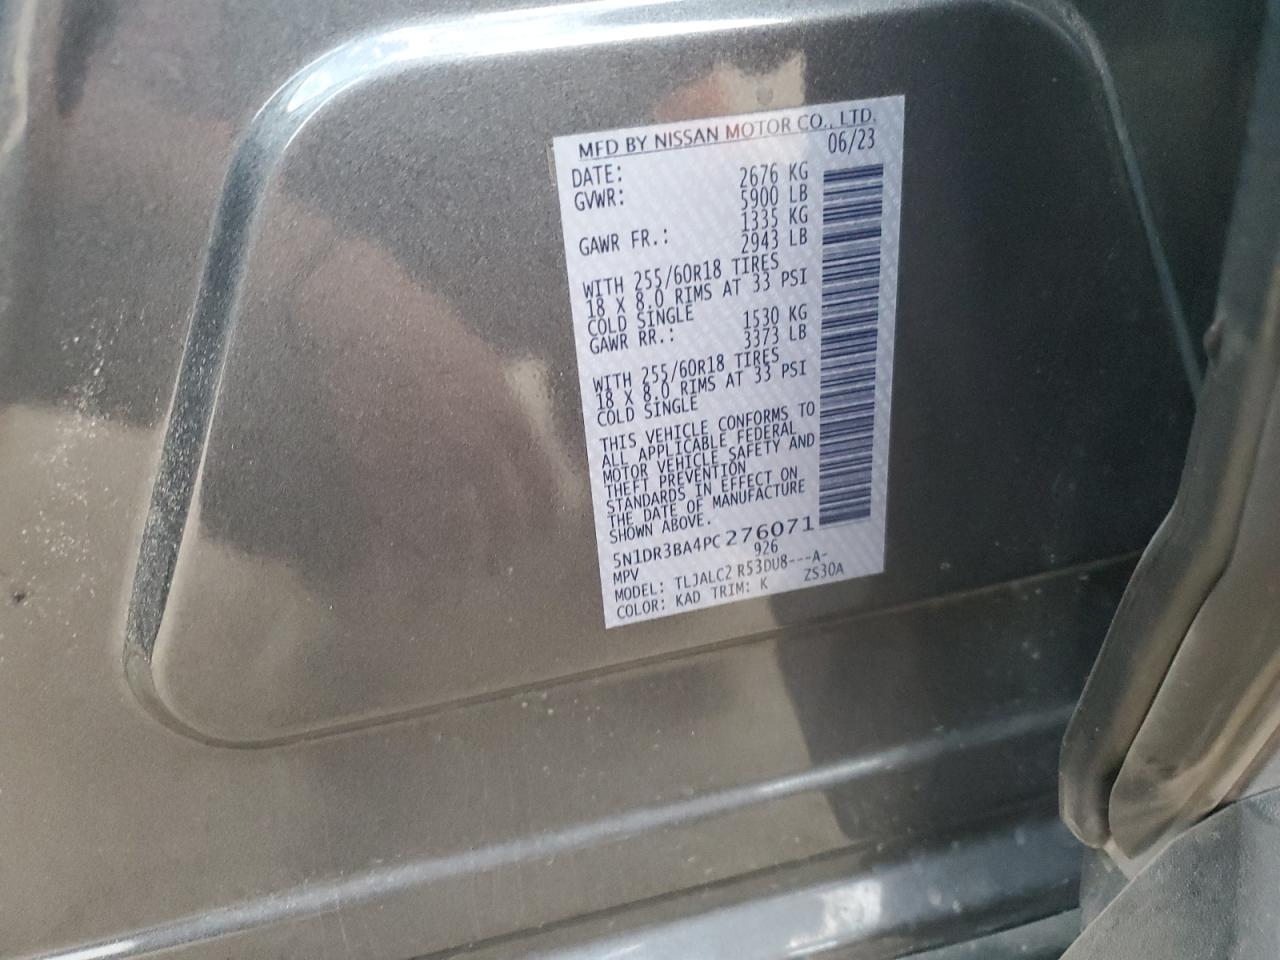 MFD BY NISSAN MOTOR CO., LTD.
DATE: 06/23
GVWR: 2676 KG
5900 LB
GAWR FR.: 1335 KG
2943 LB
WITH 255/60R18 TIRES
18 X 8.0 RIMS AT 33 PSI
COLD SINGLE
GAWR RR.: 1530 KG
3373 LB
WITH 255/60R18 TIRES
18 X 8.0 RIMS AT 33 PSI
COLD SINGLE
THIS VEHICLE CONFORMS TO
ALL APPLICABLE FEDERAL
MOTOR VEHICLE SAFETY AND
THEFT PREVENTION
STANDARDS IN EFFECT ON
THE DATE OF MANUFACTURE
SHOWN ABOVE.
5N1DR3BA4PC276071
MPV 926
MODEL: TLJALC2 R53DU8---A-
COLOR: KAD TRIM: K ZS30A